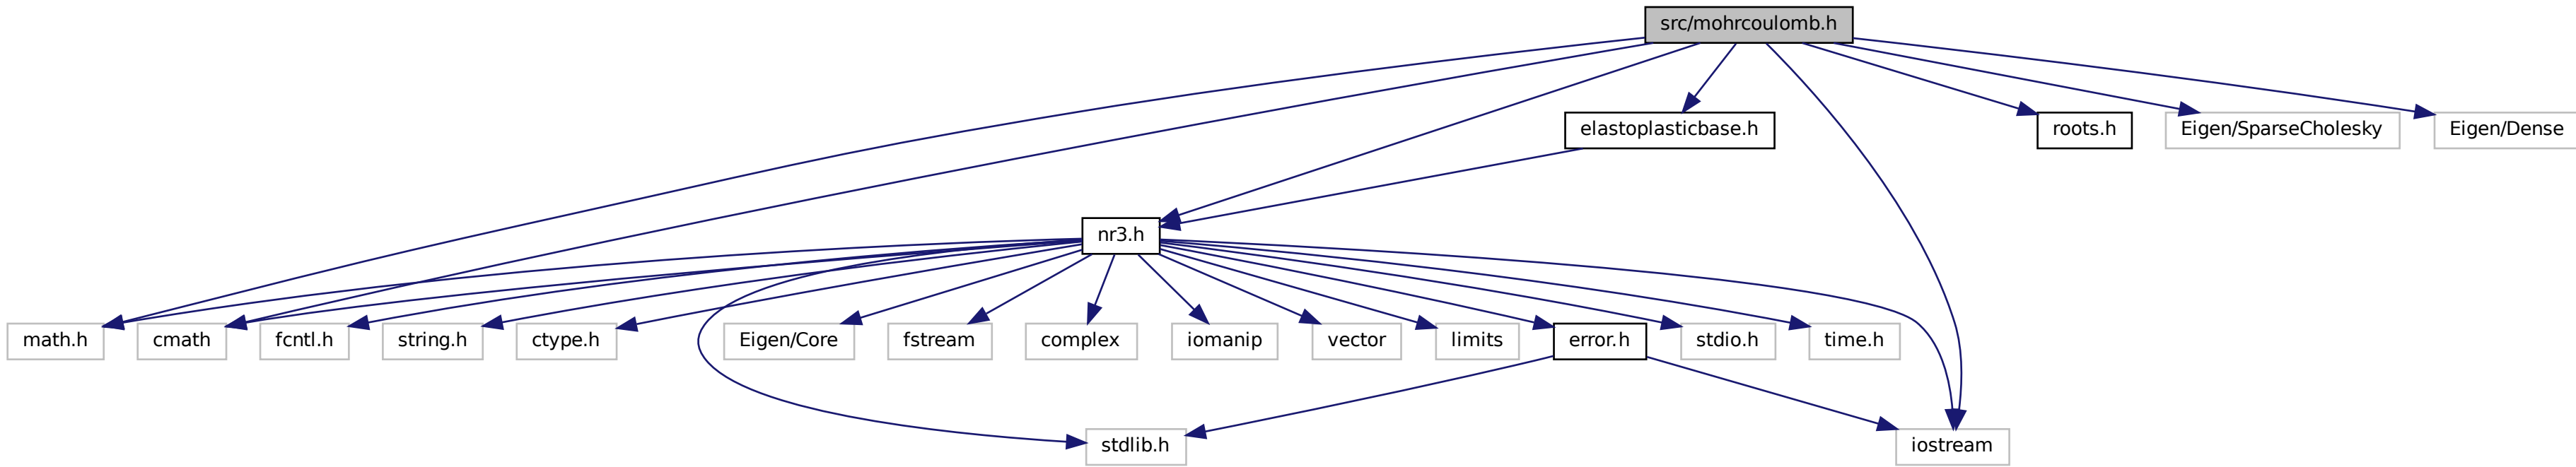 src/mohrcoulomb.h
elastoplasticbase.h
roots.h
Eigen/SparseCholesky
Eigen/Dense
nr3.h
math.h
cmath
fcntl.h
string.h
ctype.h
Eigen/Core
fstream
complex
iomanip
vector
limits
error.h
stdio.h
time.h
stdlib.h
iostream